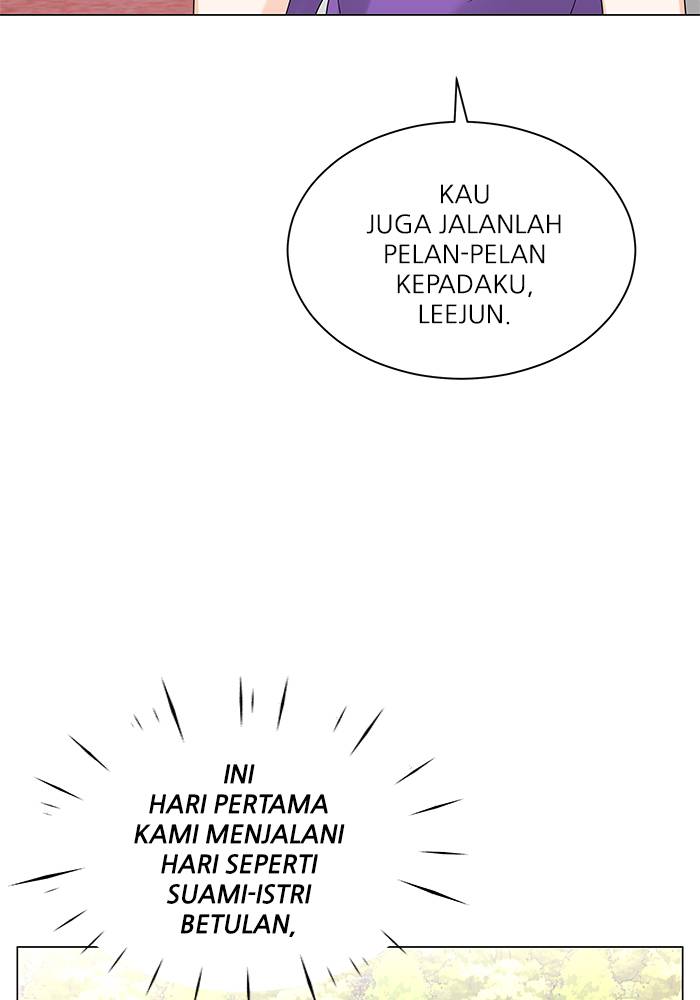 KAU
JUGA JALANLAH
PELAN-PELAN
KEPADAKU,
LEEJUN.
INI
HARI PERTAMA
KAMI MENJALANI
HARI SEPERTI
SUAMI-ISTRI
BETULAN,